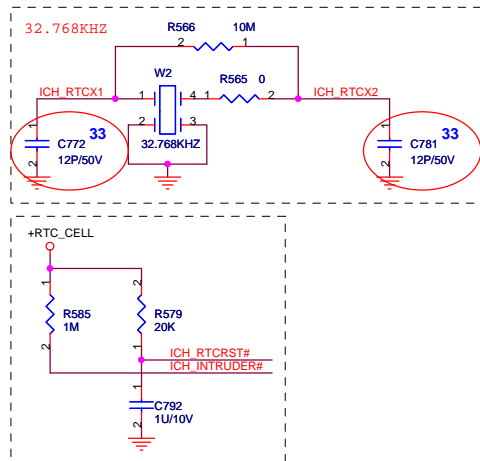 32.768KHZ
R566 10M
2 1
W2
R565 0
ICH_RTCX1
1 4 1 2
ICH_RTCX2
2 3
32.768KHZ
1
33
C772
12P/50V
2
1
33
C781
12P/50V
2
+RTC_CELL
1 2
R585 R579
1M 20K
2 1
ICH_RTCRST#
ICH_INTRUDER#
1
C792
1U/10V
2